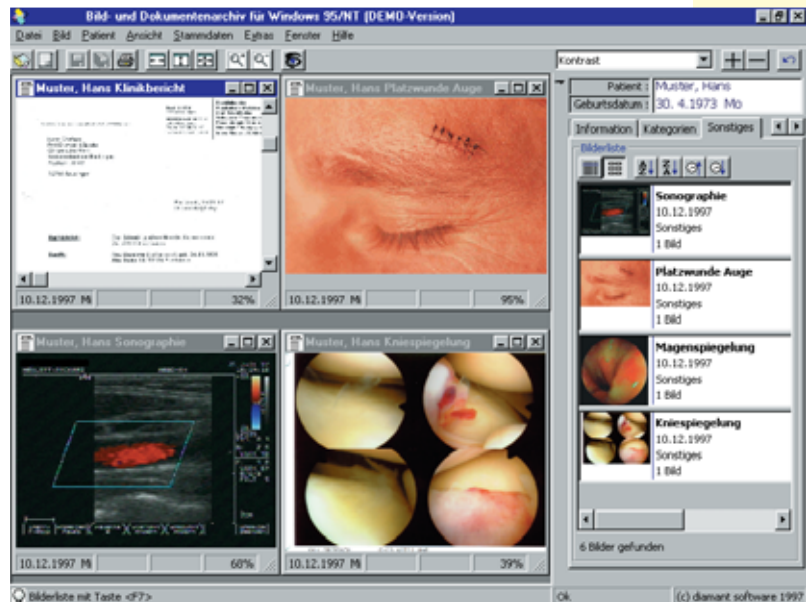 Bild- und Dokumentenarchiv für Windows 95/NT (DEMO-Version)
Datei Bild Patient Ansicht Stammdaten Extras Fenster Hilfe
Kontrast
Muster, Hans Klinikbericht
10.12.1997 Mi 32%
Muster, Hans Platzwunde Auge
10.12.1997 Mi 95%
Muster, Hans Sonographie
10.12.1997 Mi 68%
Muster, Hans Kniespiegelung
10.12.1997 Mi 39%
Patient : Muster, Hans
Geburtsdatum : 30. 4.1973 Mo
Information Kategorien Sonstiges
Bilderliste
Sonographie
10.12.1997
Sonstiges
1 Bild
Platzwunde Auge
10.12.1997
Sonstiges
1 Bild
Magenspiegelung
10.12.1997
Sonstiges
1 Bild
Kniespiegelung
10.12.1997
Sonstiges
1 Bild
6 Bilder gefunden
Bilderliste mit Taste <F7> Ok (c) diamant software 1997